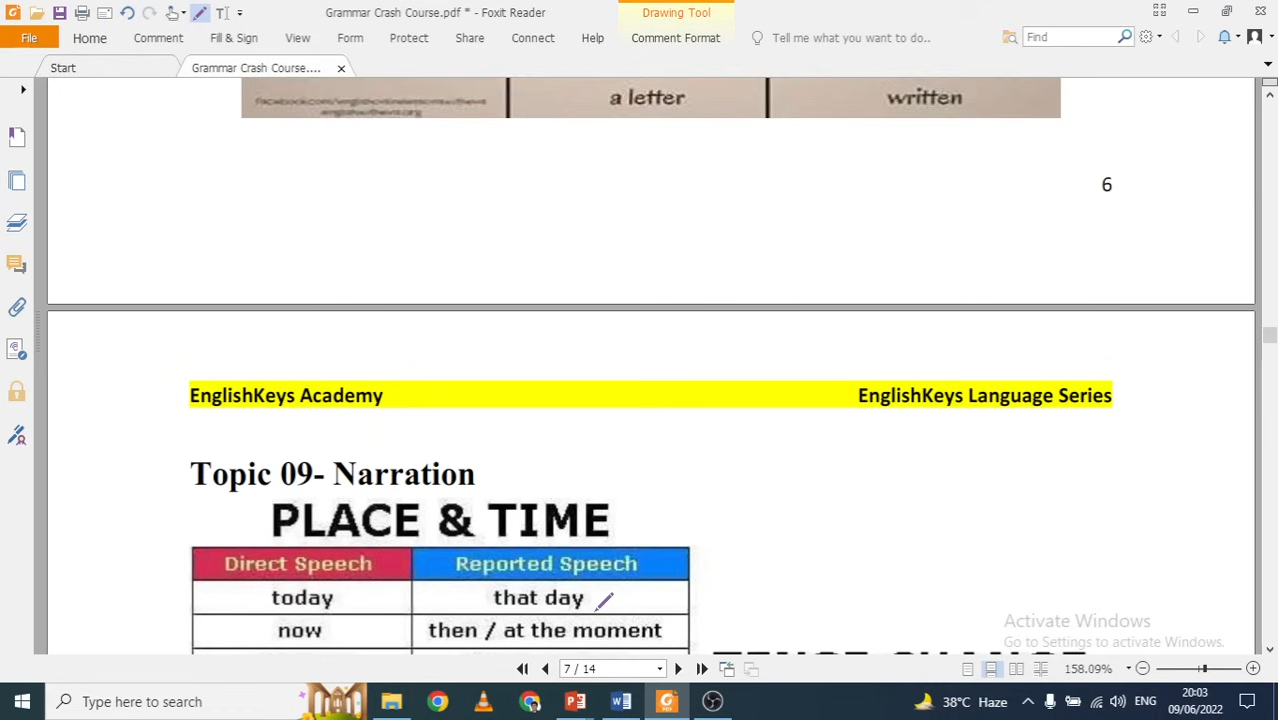 Grammar Crash Course.pdf * - Foxit Reader
Drawing Tool
File Home Comment Fill & Sign View Form Protect Share Connect Help Comment Format Tell me what you want to do.. Find
Start Grammar Crash Course....
a letter written
6
EnglishKeys Academy EnglishKeys Language Series
Topic 09- Narration
PLACE & TIME
Direct Speech Reported Speech
today that day
now then / at the moment
Activate Windows
Go to Settings to activate Windows.
7 / 14 158.09%
Type here to search 38°C Haze ENG 20:03 09/06/2022